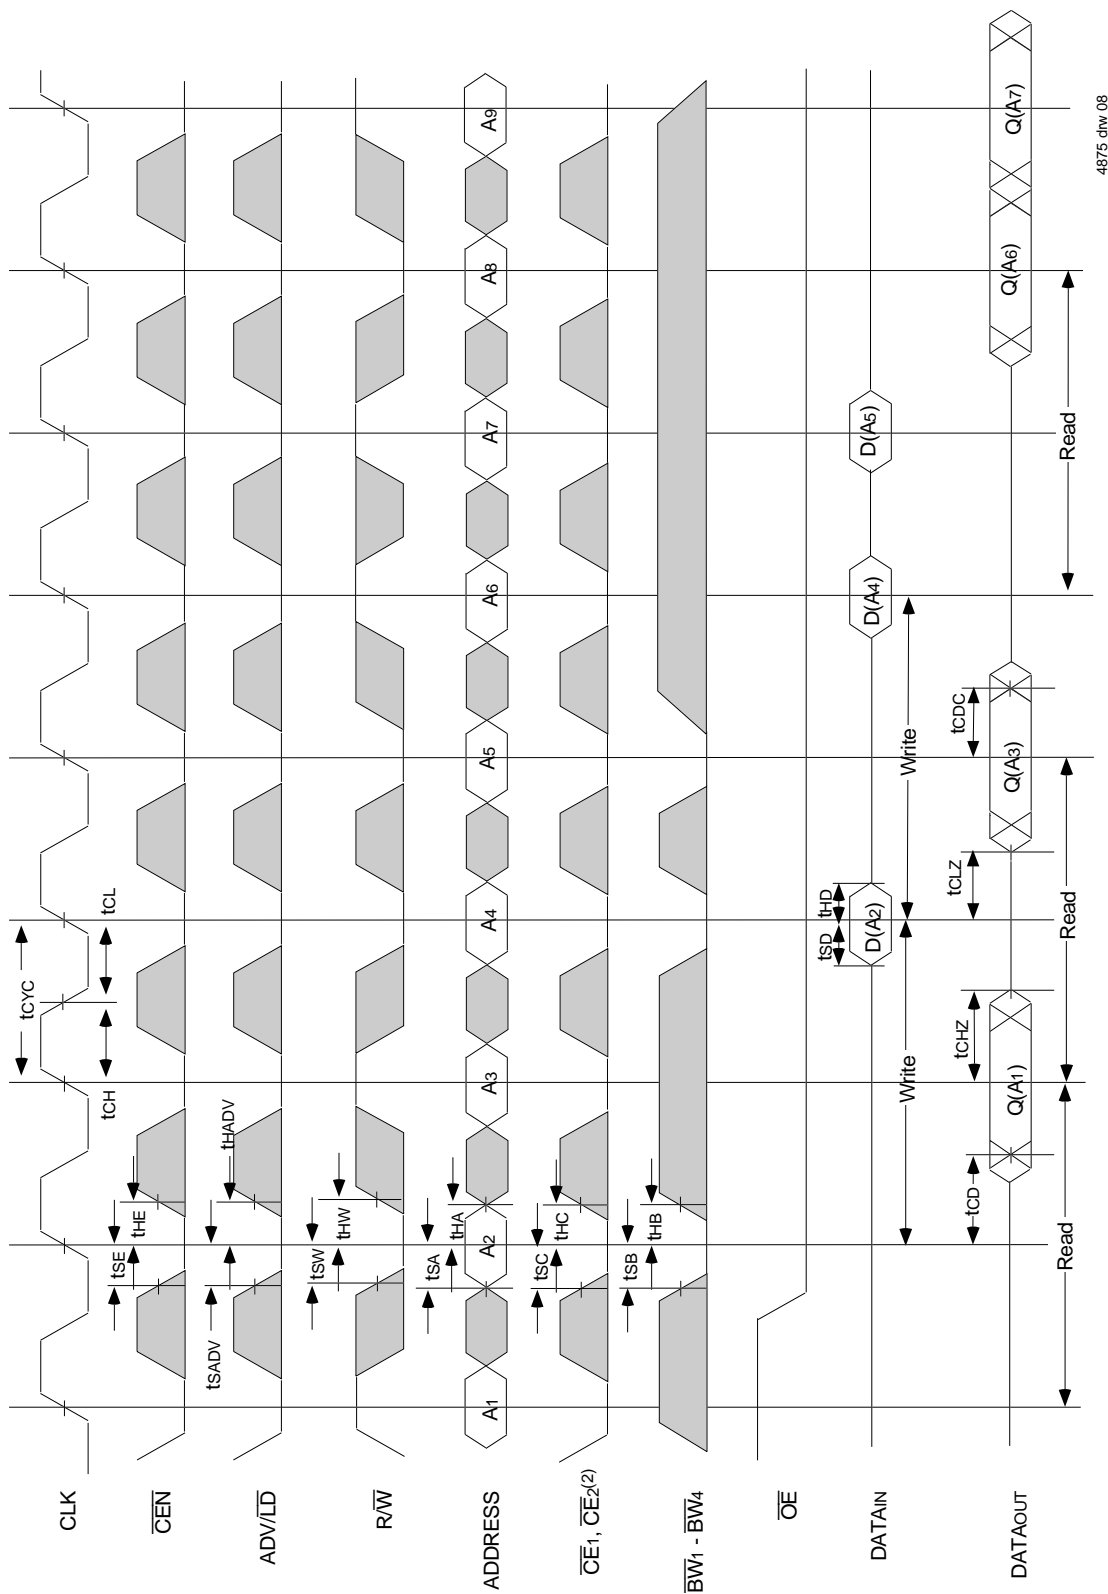 tCYC
tCH
tCL
CLK
tSE
tHE
CEN
tSADV
tHADV
ADV/LD
tSW
tHW
R/W
tSA
tHA
ADDRESS
A1
A2
A3
A4
A5
A6
A7
A8
A9
tSC
tHC
CE1, CE2(2)
tSB
tHB
BW1 - BW4
OE
tSD
tHD
DATAIN
D(A2)
D(A4)
D(A5)
Write
Write
tCD
tCHZ
tCLZ
tCDC
DATAOUT
Q(A1)
Q(A3)
Q(A6)
Q(A7)
Read
Read
Read
4875 drw 08